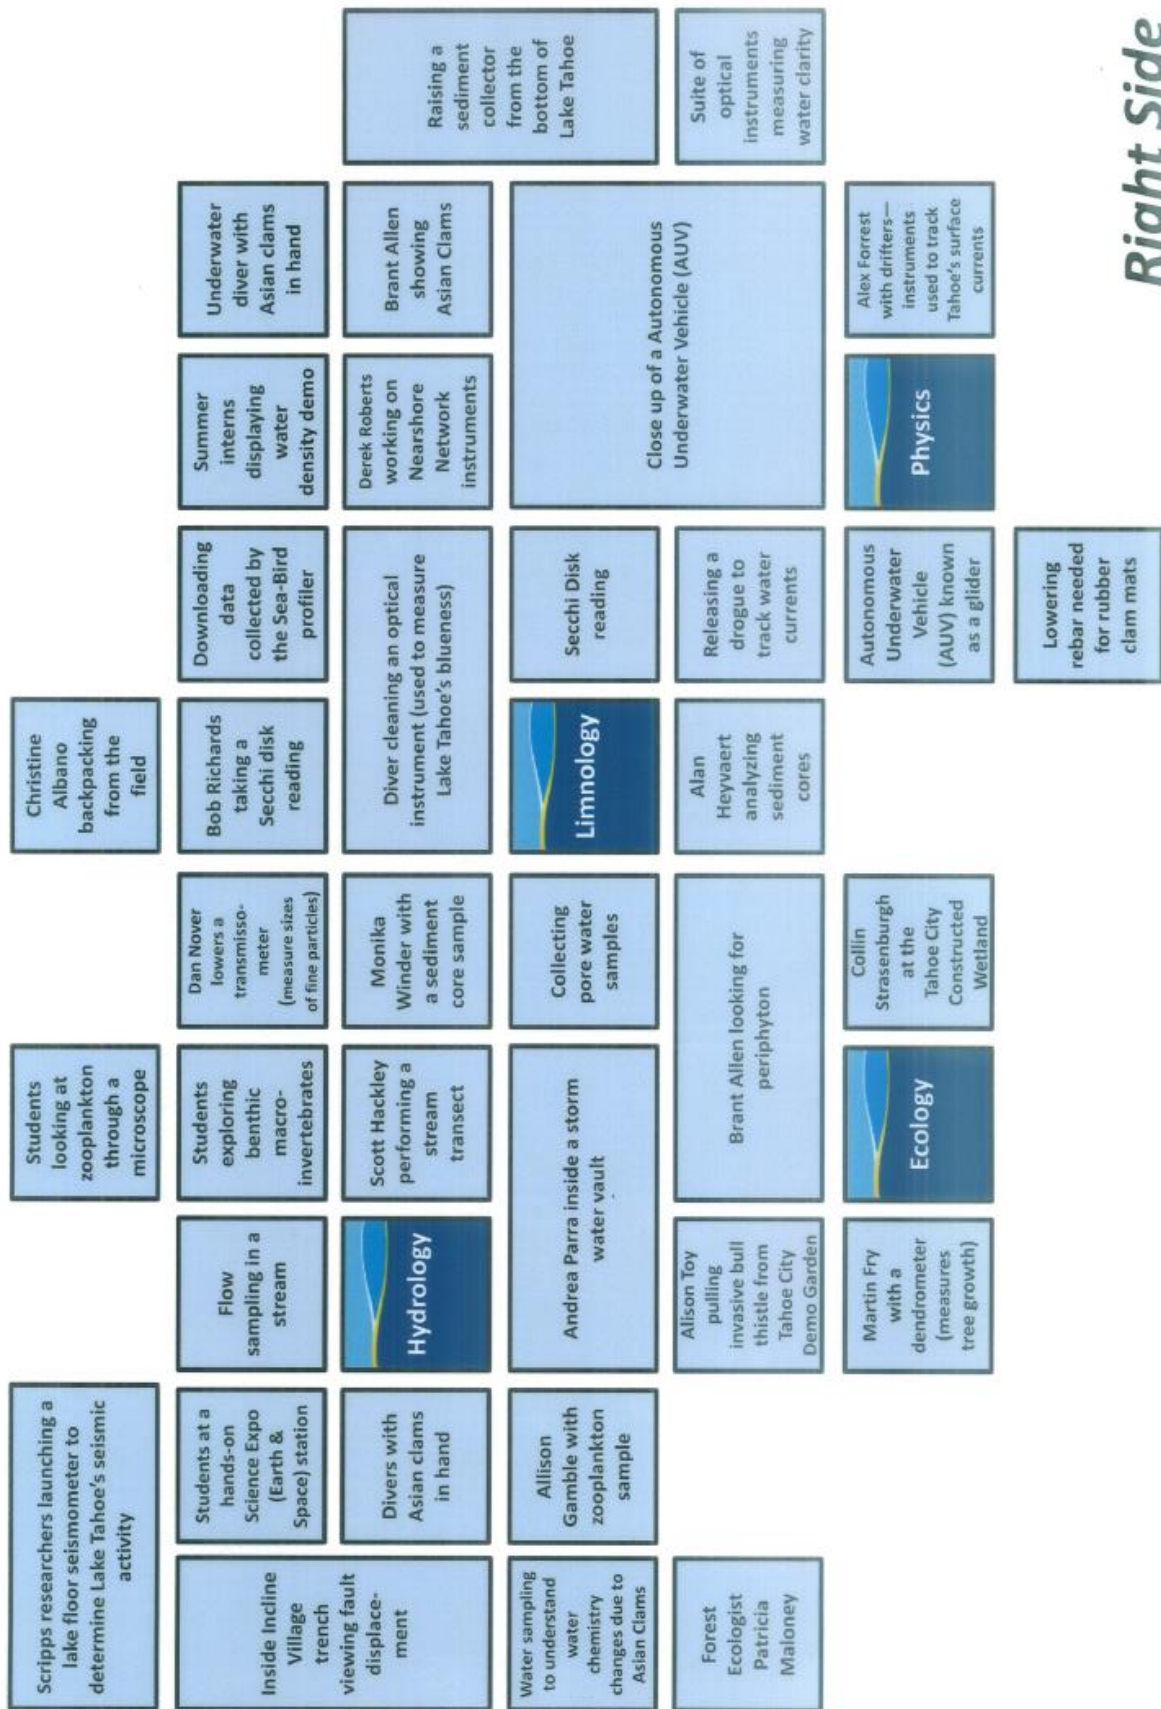 Scripps researchers launching a
lake floor seismometer to
determine Lake Tahoe's seismic
activity
Students
looking at
zooplankton
through a
microscope
Christine
Albano
backpacking
from the
field
Inside Incline
Village
trench
viewing fault
displace-
ment
Students at a
hands-on
Science Expo
(Earth &
Space) station
Flow
sampling in a
stream
Students
exploring
benthic
macro-
invertebrates
Dan Nover
lowers a
transmisso-
meter
(measure sizes
of fine particles)
Bob Richards
taking a
Secchi disk
reading
Downloading
data
collected by
the Sea-Bird
profiler
Summer
interns
displaying
water
density demo
Underwater
diver with
Asian clams
in hand
Divers with
Asian clams
in hand
Hydrology
Scott Hackley
performing a
stream
transect
Monika
Winder with
a sediment
core sample
Diver cleaning an optical
instrument (used to measure
Lake Tahoe's blueness)
Derek Roberts
working on
Nearshore
Network
instruments
Brant Allen
showing
Asian Clams
Raising a
sediment
collector
from the
bottom of
Lake Tahoe
Water sampling
to understand
water
chemistry
changes due to
Asian Clams
Allison
Gamble with
zooplankton
sample
Andrea Parra inside a storm
water vault
Collecting
pore water
samples
Limnology
Secchi Disk
reading
Close up of a Autonomous
Underwater Vehicle (AUV)
Forest
Ecologist
Patricia
Maloney
Alison Toy
pulling
invasive bull
thistle from
Tahoe City
Demo Garden
Brant Allen looking for
periphyton
Alan
Heyvaert
analyzing
sediment
cores
Releasing a
drogue to
track water
currents
Suite of
optical
instruments
measuring
water clarity
Martin Fry
with a
dendrometer
(measures
tree growth)
Ecology
Collin
Strasenburgh
at the
Tahoe City
Constructed
Wetland
Autonomous
Underwater
Vehicle
(AUV) known
as a glider
Physics
Alex Forrest
with drifters—
instruments
used to track
Tahoe's surface
currents
Lowering
rebar needed
for rubber
clam mats
Right Side